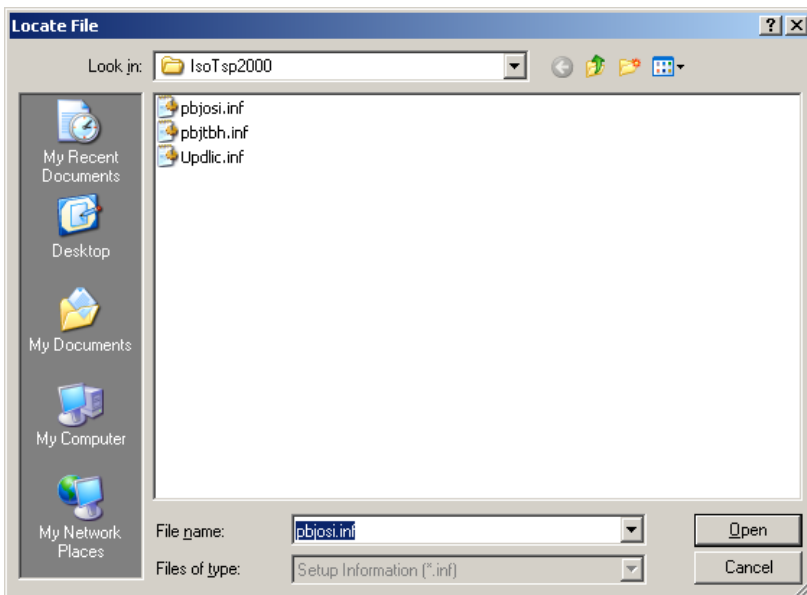 Locate File
Look in: IsoTsp2000
pbjosi.inf
pbjtbh.inf
Updlic.inf
My Recent
Documents
Desktop
My Documents
My Computer
My Network
Places
File name: pbjosi.inf Open
Files of type: Setup Information (*.inf) Cancel